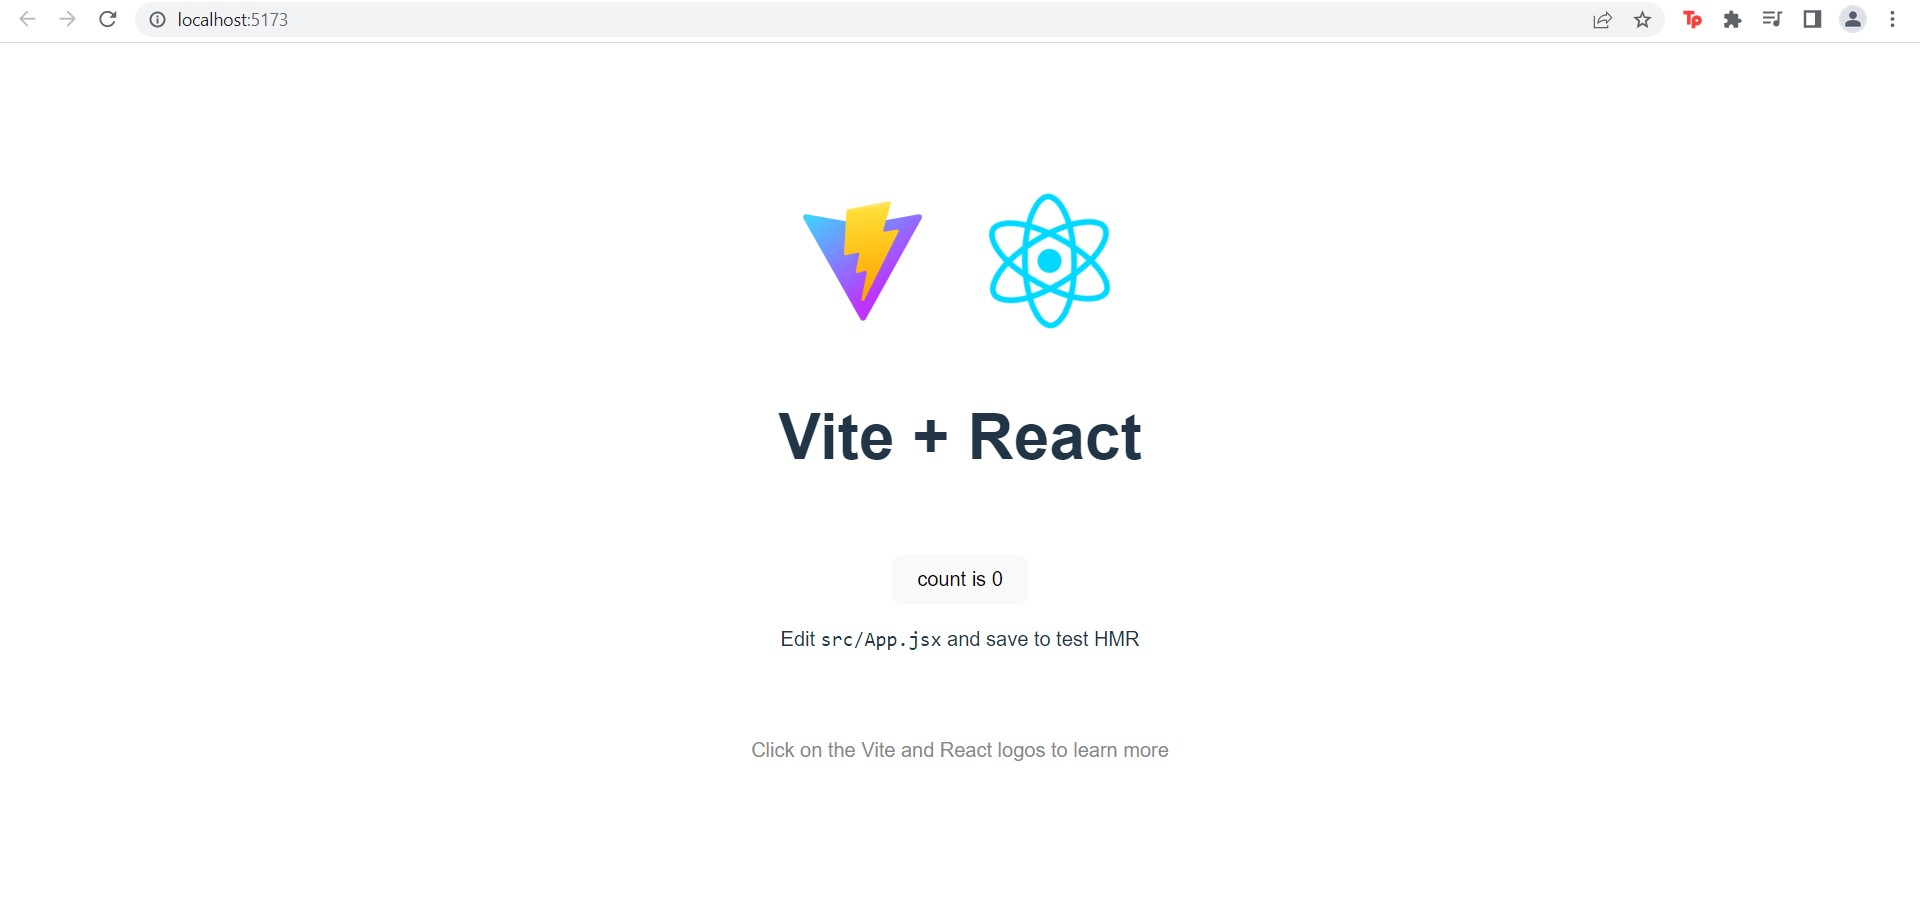 localhost:5173
Tp
Vite + React
count is 0
Edit src/App.jsx and save to test HMR
Click on the Vite and React logos to learn more